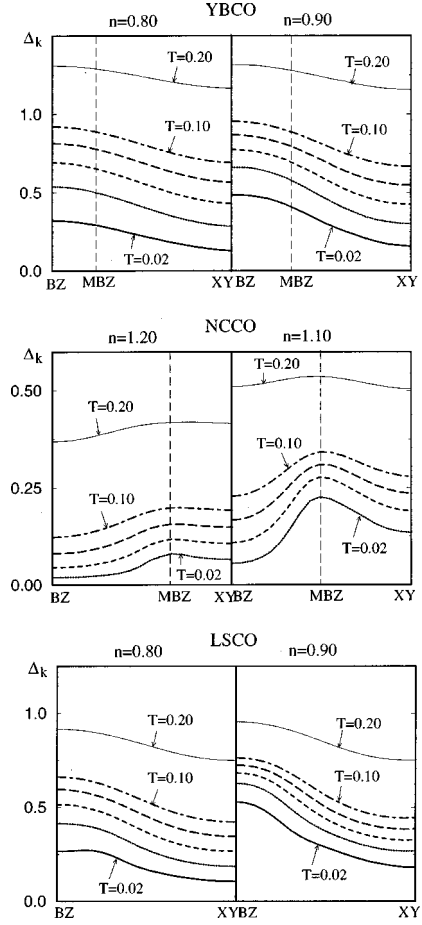 YBCO
n=0.80 n=0.90
Δk
T=0.20 T=0.20
1.0
T=0.10 T=0.10
0.5
T=0.02 T=0.02
0.0
BZ MBZ XY BZ MBZ XY
NCCO
n=1.20 n=1.10
Δk
T=0.20
0.50
T=0.20
T=0.10
T=0.10
0.25
T=0.02 T=0.02
0.00
BZ MBZ XY BZ MBZ XY
LSCO
n=0.80 n=0.90
Δk
1.0
T=0.20 T=0.20
T=0.10 T=0.10
0.5
T=0.02 T=0.02
0.0
BZ XY BZ XY